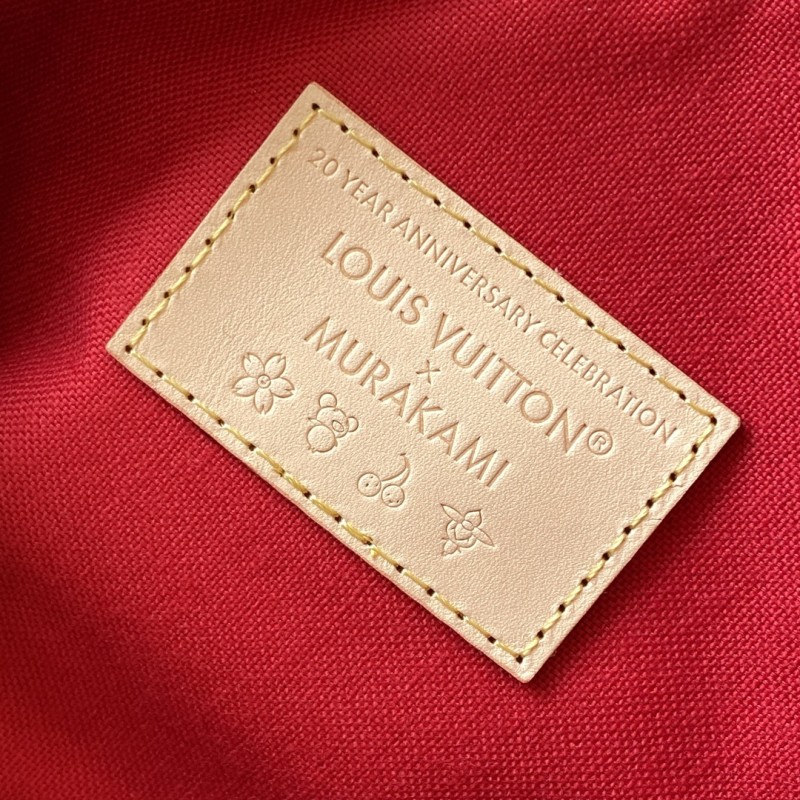 20 YEAR ANNIVERSARY CELEBRATION
LOUIS VUITTON®
×
MURAKAMI